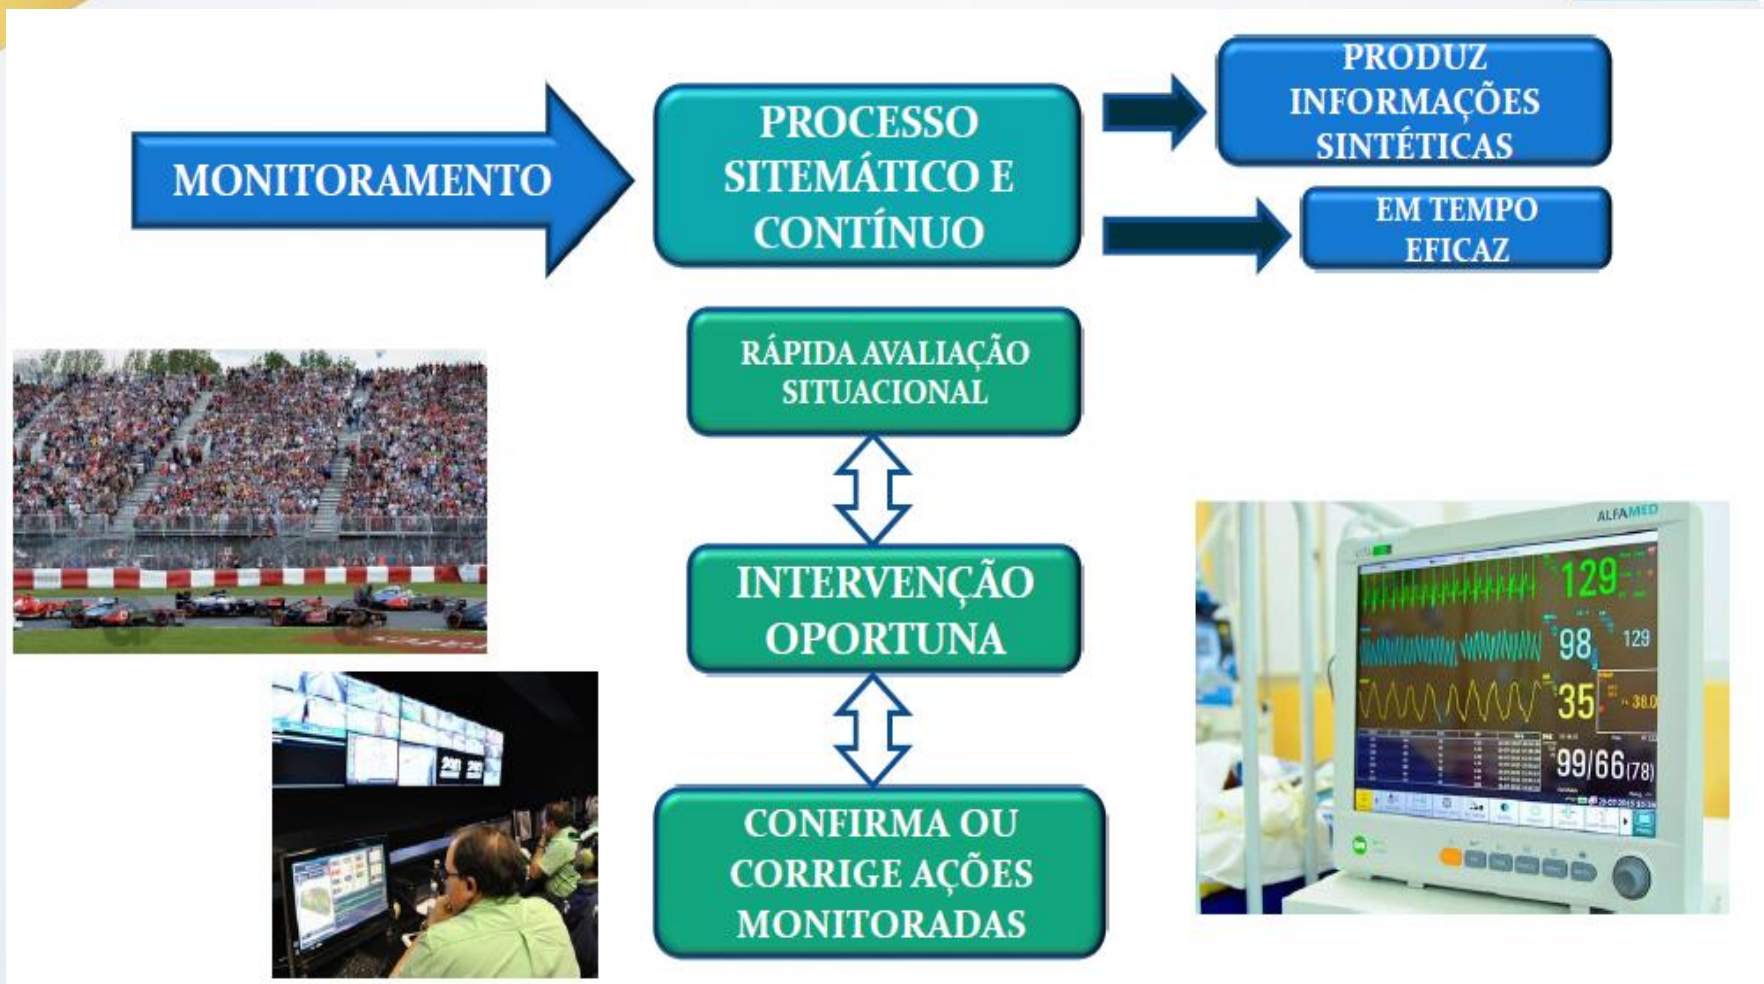 MONITORAMENTO
PROCESSO
SITEMÁTICO E
CONTÍNUO
PRODUZ
INFORMAÇÕES
SINTÉTICAS
EM TEMPO
EFICAZ
RÁPIDA AVALIAÇÃO
SITUACIONAL
INTERVENÇÃO
OPORTUNA
CONFIRMA OU
CORRIGE AÇÕES
MONITORADAS
ALFAMED
129
98
129
35
38.0
99/66(78)